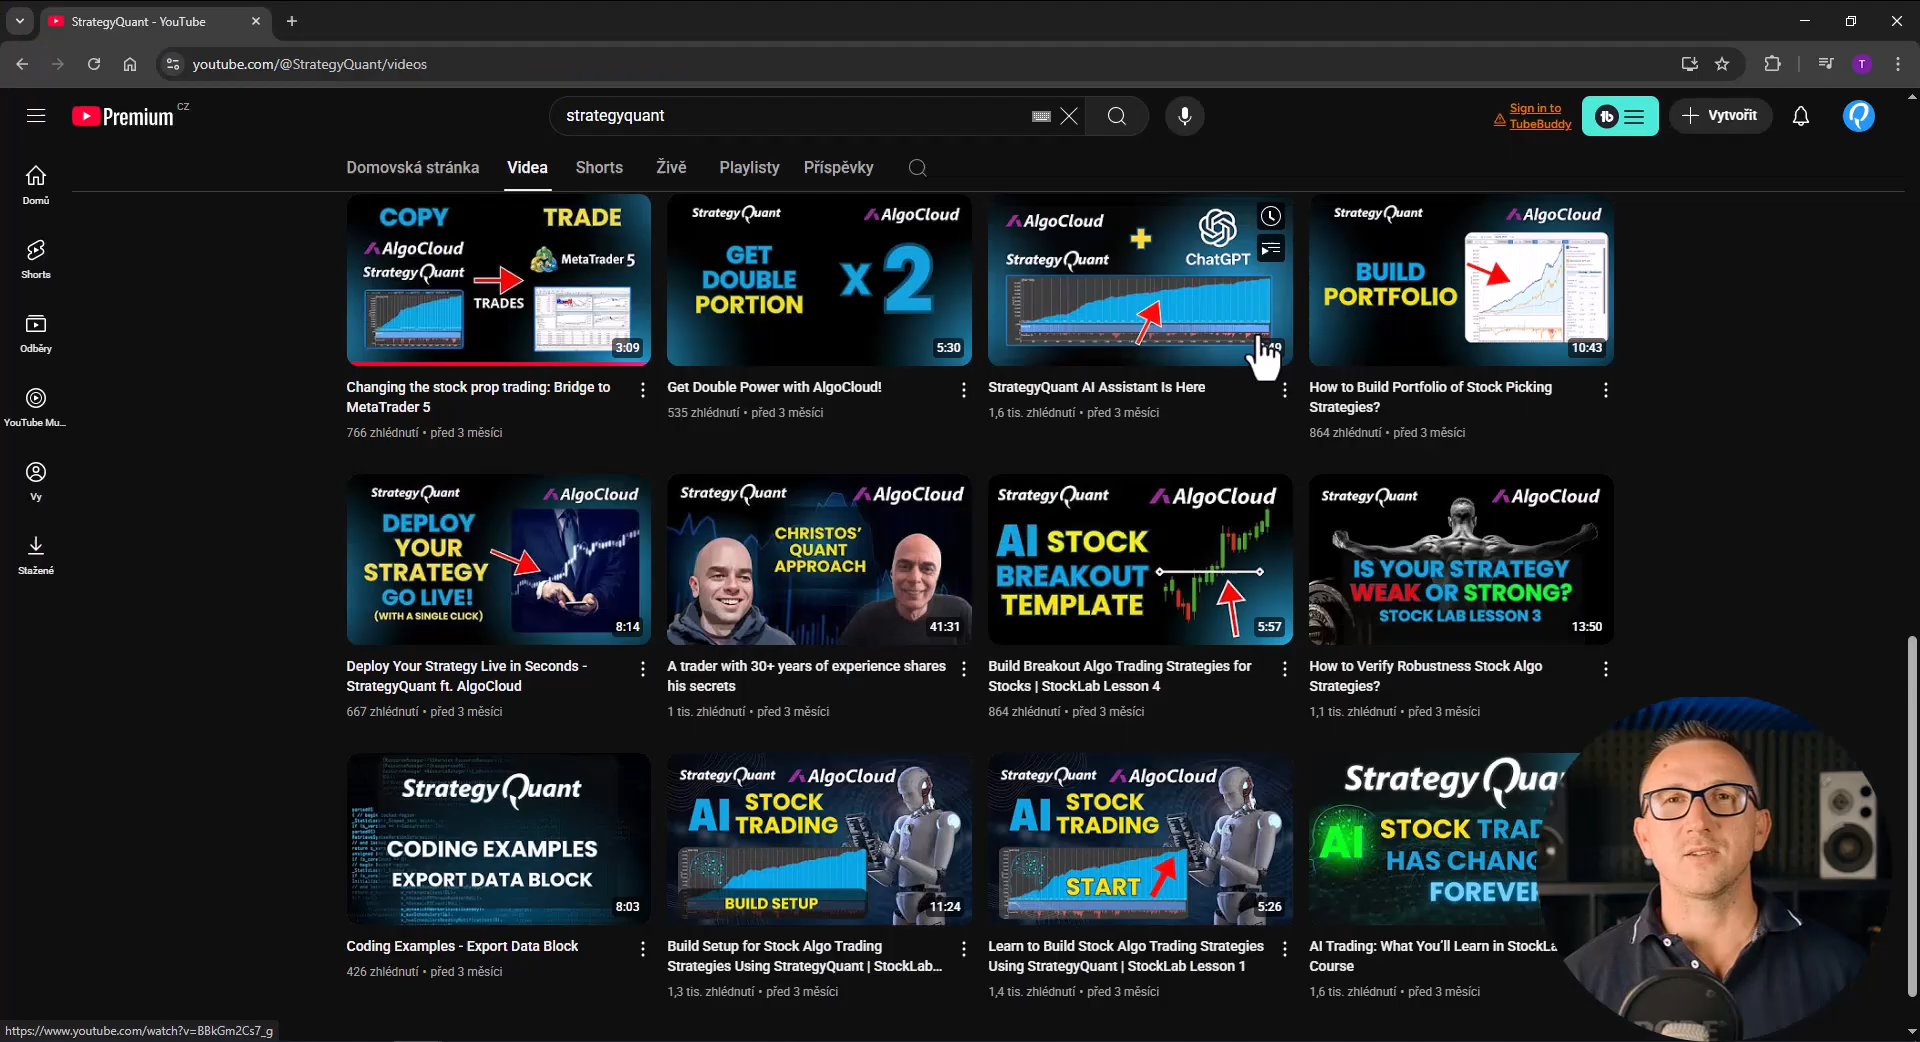 StrategyQuant - YouTube
youtube.com/@StrategyQuant/videos
T
Premium CZ
strategyquant
Sign in to
TubeBuddy
Vytvořit
Domovská stránka
Videa
Shorts
Živě
Playlisty
Příspěvky
Domů
Shorts
Odběry
YouTube Mu...
Vy
Stažené
COPY TRADE
AlgoCloud
StrategyQuant
MetaTrader 5
TRADES
3:09
Changing the stock prop trading: Bridge to
MetaTrader 5
766 zhlédnutí • před 3 měsíci
StrategyQuant AlgoCloud
GET
DOUBLE
PORTION
x 2
5:30
Get Double Power with AlgoCloud!
535 zhlédnutí • před 3 měsíci
AlgoCloud
StrategyQuant
ChatGPT
StrategyQuant AI Assistant Is Here
1,6 tis. zhlédnutí • před 3 měsíci
StrategyQuant AlgoCloud
BUILD
PORTFOLIO
10:43
How to Build Portfolio of Stock Picking
Strategies?
864 zhlédnutí • před 3 měsíci
StrategyQuant AlgoCloud
DEPLOY
YOUR
STRATEGY
GO LIVE!
(WITH A SINGLE CLICK)
8:14
Deploy Your Strategy Live in Seconds -
StrategyQuant ft. AlgoCloud
667 zhlédnutí • před 3 měsíci
StrategyQuant AlgoCloud
CHRISTOS'
QUANT
APPROACH
41:31
A trader with 30+ years of experience shares
his secrets
1 tis. zhlédnutí • před 3 měsíci
StrategyQuant AlgoCloud
AI STOCK
BREAKOUT
TEMPLATE
5:57
Build Breakout Algo Trading Strategies for
Stocks | StockLab Lesson 4
864 zhlédnutí • před 3 měsíci
StrategyQuant AlgoCloud
IS YOUR STRATEGY
WEAK OR STRONG?
STOCK LAB LESSON 3
13:50
How to Verify Robustness Stock Algo
Strategies?
1,1 tis. zhlédnutí • před 3 měsíci
StrategyQuant
CODING EXAMPLES
EXPORT DATA BLOCK
8:03
Coding Examples - Export Data Block
426 zhlédnutí • před 3 měsíci
StrategyQuant AlgoCloud
AI STOCK
TRADING
BUILD SETUP
11:24
Build Setup for Stock Algo Trading
Strategies Using StrategyQuant | StockLab...
1,3 tis. zhlédnutí • před 3 měsíci
StrategyQuant AlgoCloud
AI STOCK
TRADING
START
5:26
Learn to Build Stock Algo Trading Strategies
Using StrategyQuant | StockLab Lesson 1
1,4 tis. zhlédnutí • před 3 měsíci
StrategyQua
AI STOCK TRAD
HAS CHANG
FOREVER
AI Trading: What You'll Learn in StockLa
Course
1,6 tis. zhlédnutí • před 3 měsíci
https://www.youtube.com/watch?v=BBkGm2Cs7_g